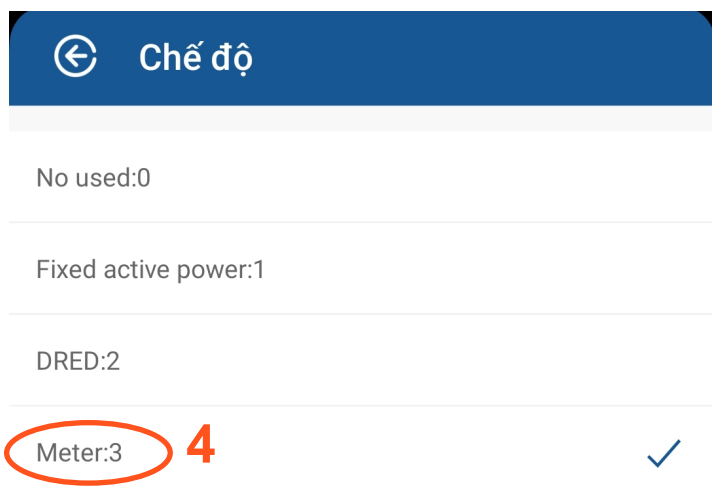 Chế độ
No used:0
Fixed active power:1
DRED:2
Meter:3 4